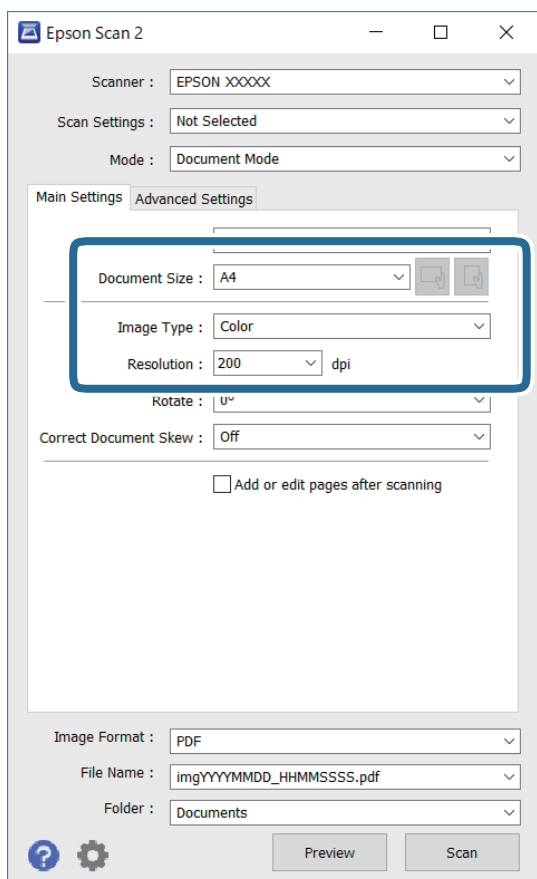 Epson Scan 2
Scanner : EPSON XXXXX
Scan Settings : Not Selected
Mode : Document Mode
Main Settings Advanced Settings
Document Size : A4
Image Type : Color
Resolution : 200 dpi
Rotate : 0°
Correct Document Skew : Off
Add or edit pages after scanning
Image Format : PDF
File Name : imgYYYYMMDD_HHMMSSSS.pdf
Folder : Documents
? Preview Scan